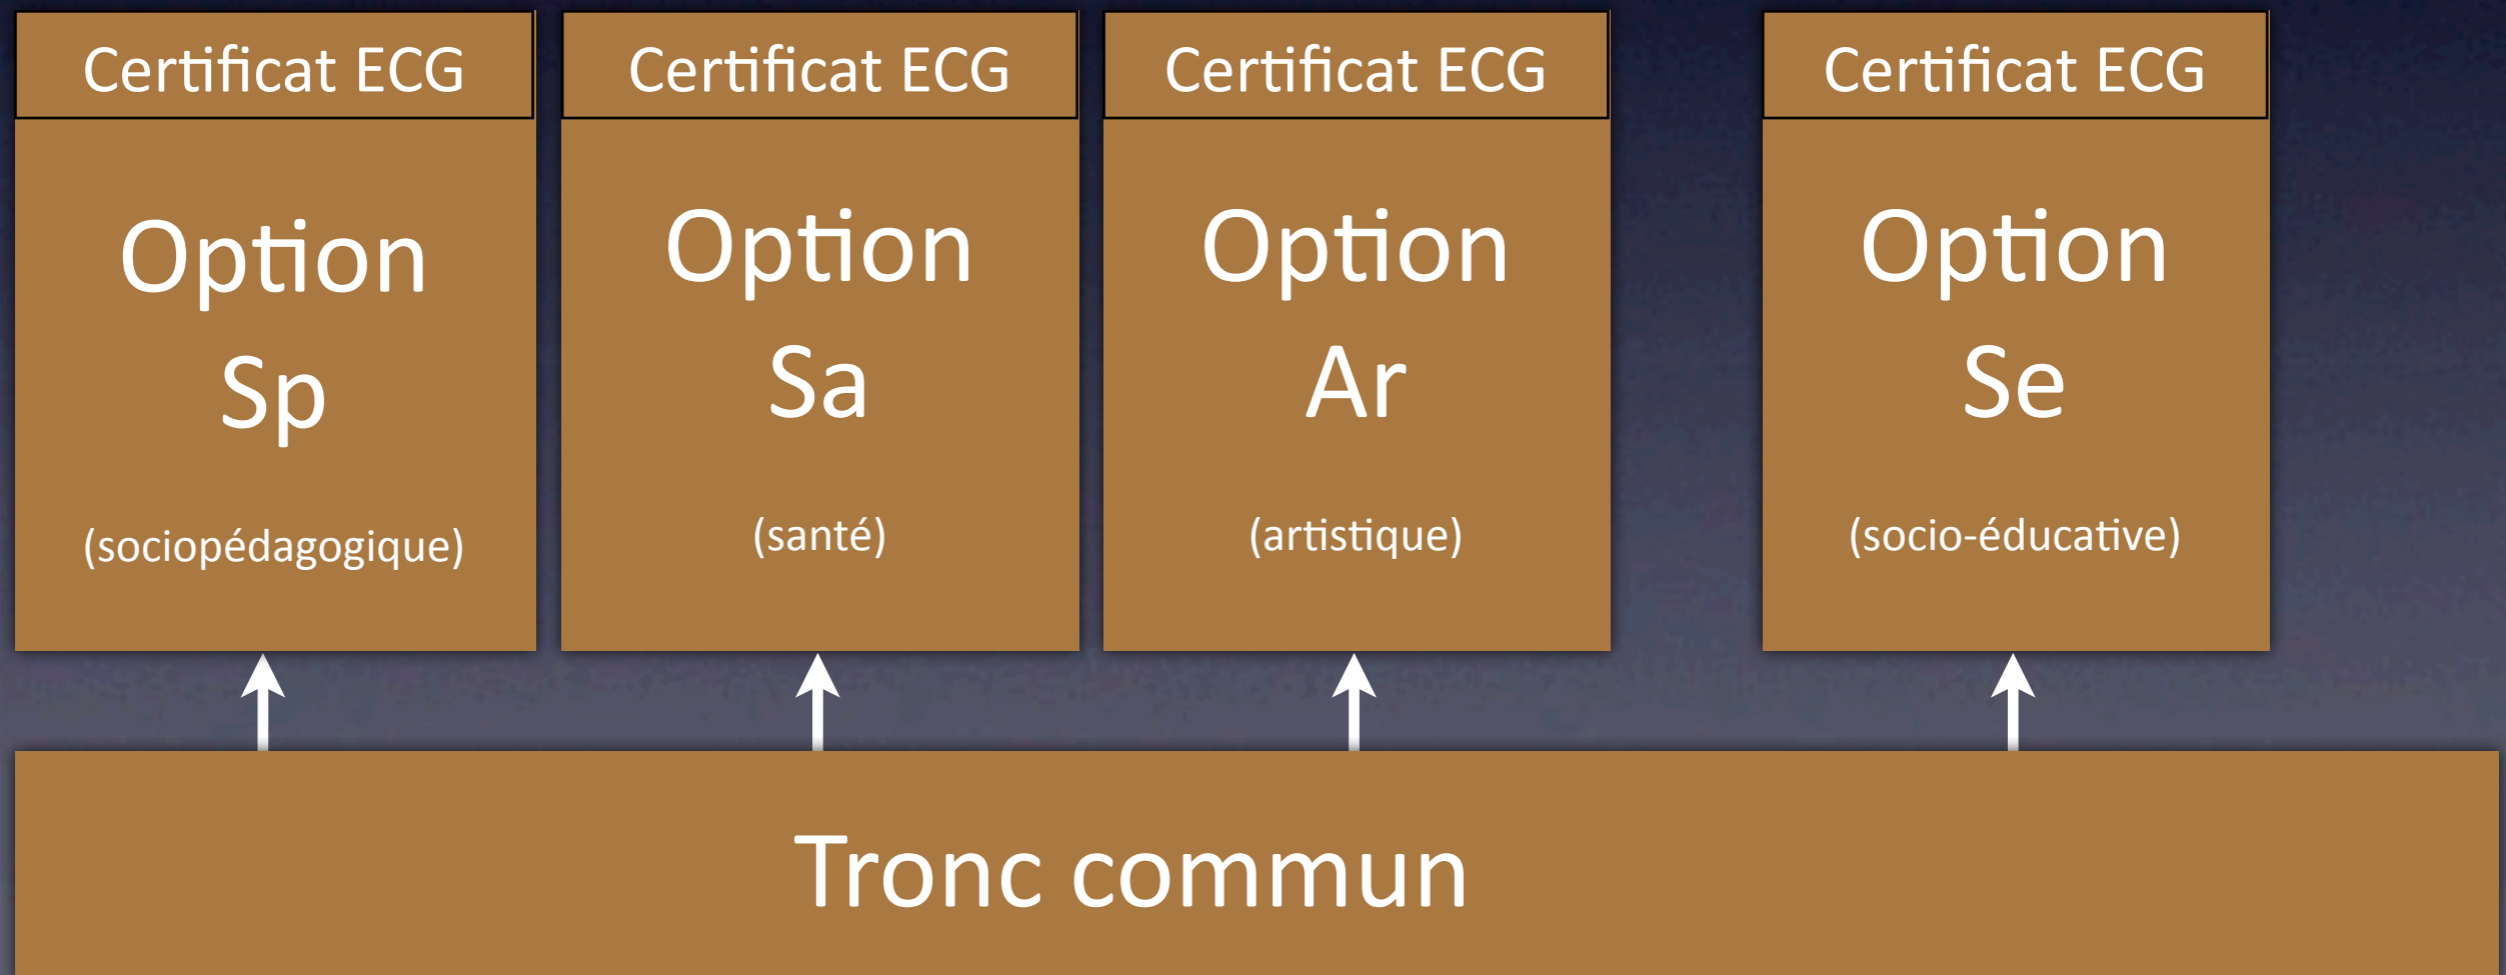 Certificat ECG
Option
Sp
(sociopédagogique)
Certificat ECG
Option
Sa
(santé)
Certificat ECG
Option
Ar
(artistique)
Certificat ECG
Option
Se
(socio-éducative)
Tronc commun